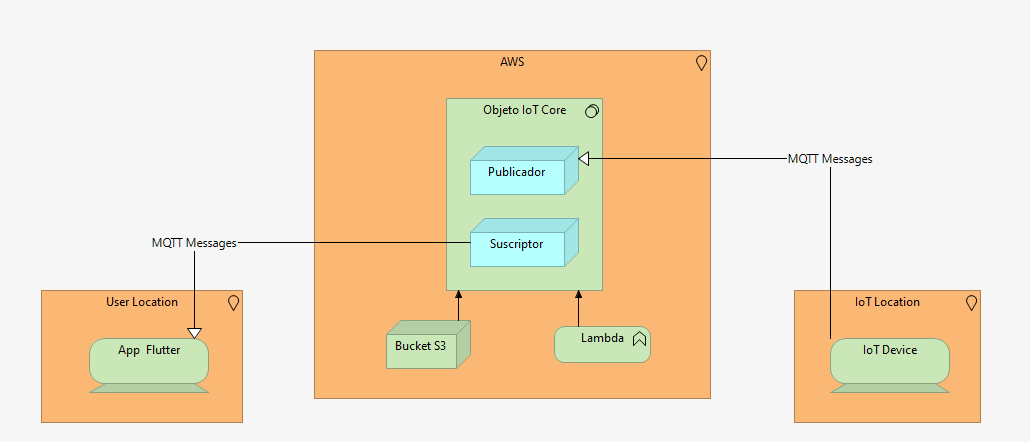 AWS
Objeto IoT Core
Publicador
MQTT Messages
Suscriptor
MQTT Messages
User Location
IoT Location
Bucket S3
Lambda
App Flutter
IoT Device